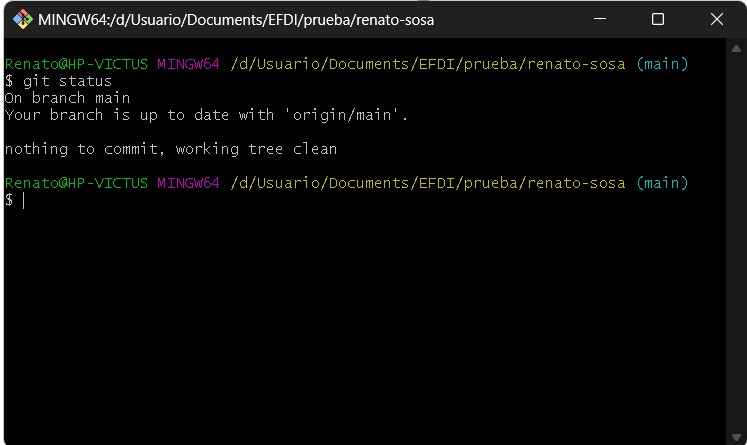 MINGW64:/d/Usuario/Documents/EFDI/prueba/renato-sosa
Renato@HP-VICTUS MINGW64 /d/Usuario/Documents/EFDI/prueba/renato-sosa (main)
$ git status
On branch main
Your branch is up to date with 'origin/main'.
nothing to commit, working tree clean
Renato@HP-VICTUS MINGW64 /d/Usuario/Documents/EFDI/prueba/renato-sosa (main)
$